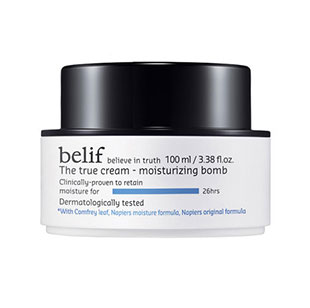 belif believe in truth 100 ml / 3.38 fl.oz.
The true cream - moisturizing bomb
Clinically-proven to retain
moisture for 26hrs
Dermatologically tested
*With Comfrey leaf, Napiers moisture formula, Napiers original formula